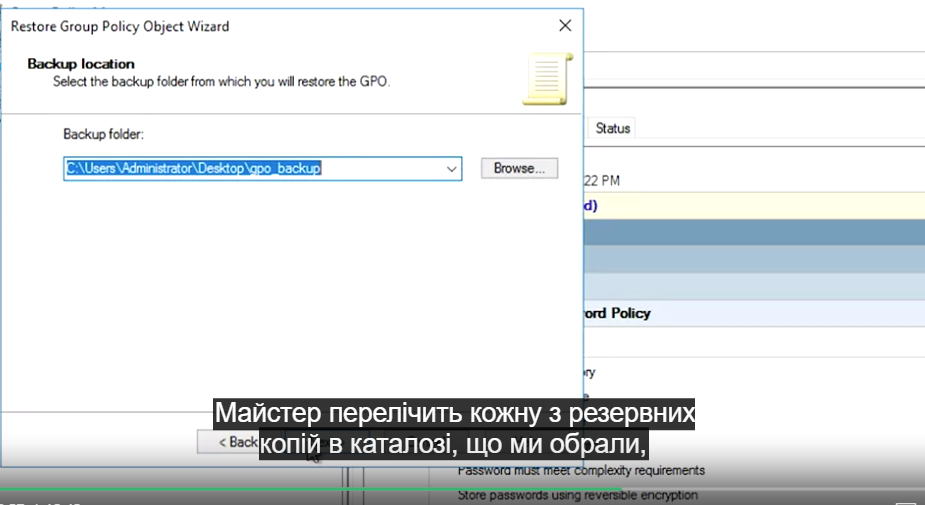 Restore Group Policy Object Wizard
Backup location
Select the backup folder from which you will restore the GPO.
Backup folder:
C:\Users\Administrator\Desktop\gpo_backup
Browse...
Status
22 PM
d)
ord Policy
ry
Майстер перелічить кожну з резервних
копій в каталозі, що ми обрали,
< Back
Password must meet complexity requirements
Store passwords using reversible encryption